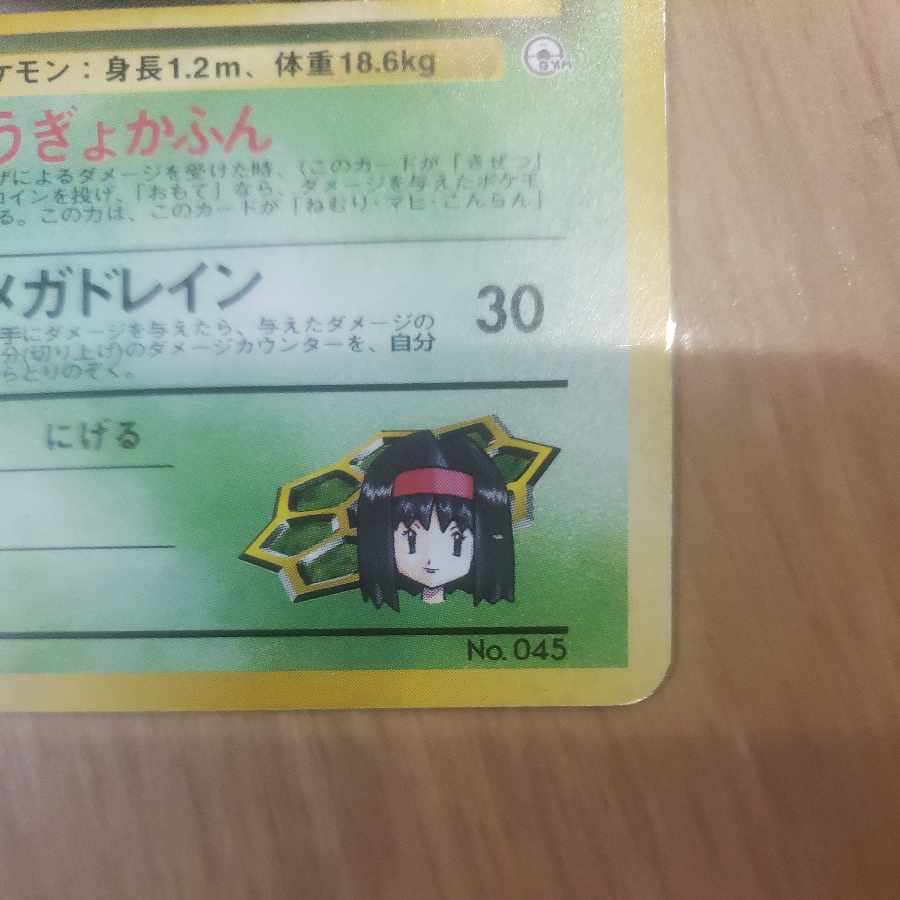 ケモン：身長1.2m、体重18.6kg
GYM
うぎょかふん
ざによるダメージを受けた時、(このカードが「きぜつ」
コインを投げ、「おもて」なら、ダメージを与えたポケモ
る。この力は、このカードが「ねむり・マヒ・こんらん」
メガドレイン
30
手にダメージを与えたら、与えたダメージの
分(切り上げ)のダメージカウンターを、自分
らとりのぞく。
にげる
No. 045